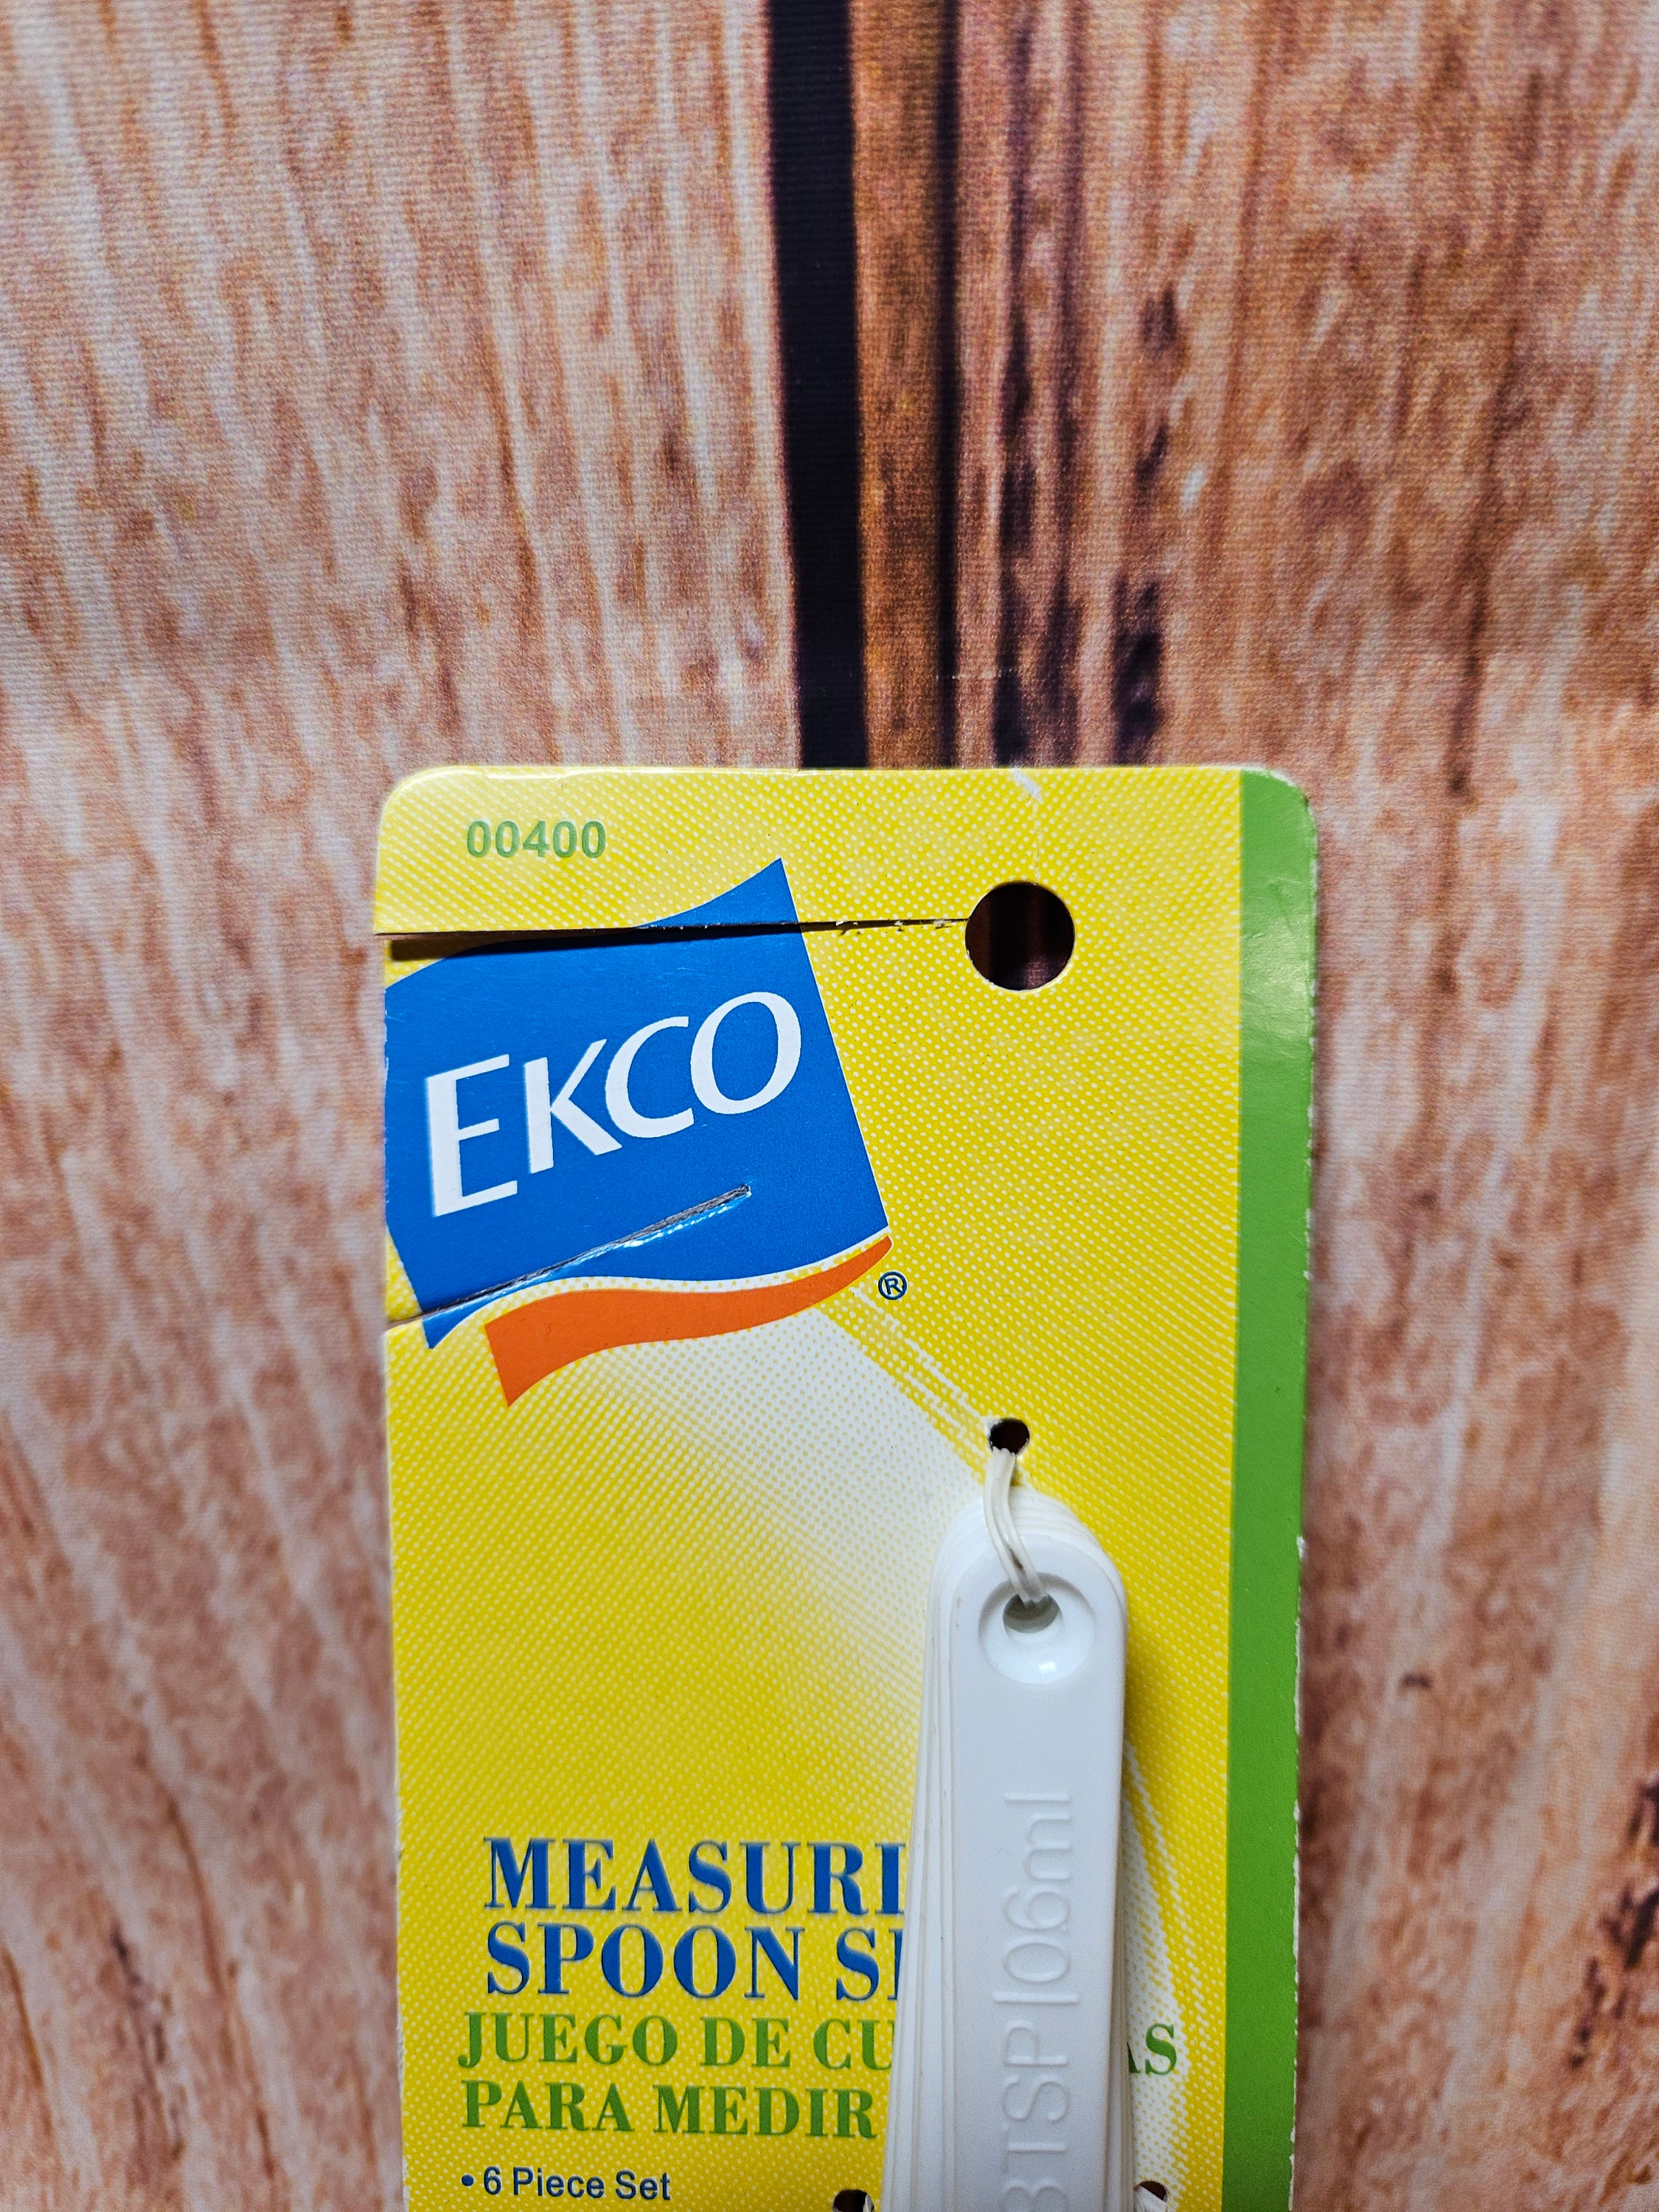 00400
EKCO
®
MEASURI
SPOON S
JUEGO DE CU AS
PARA MEDIR
• 6 Piece Set
TSP 0.6ml